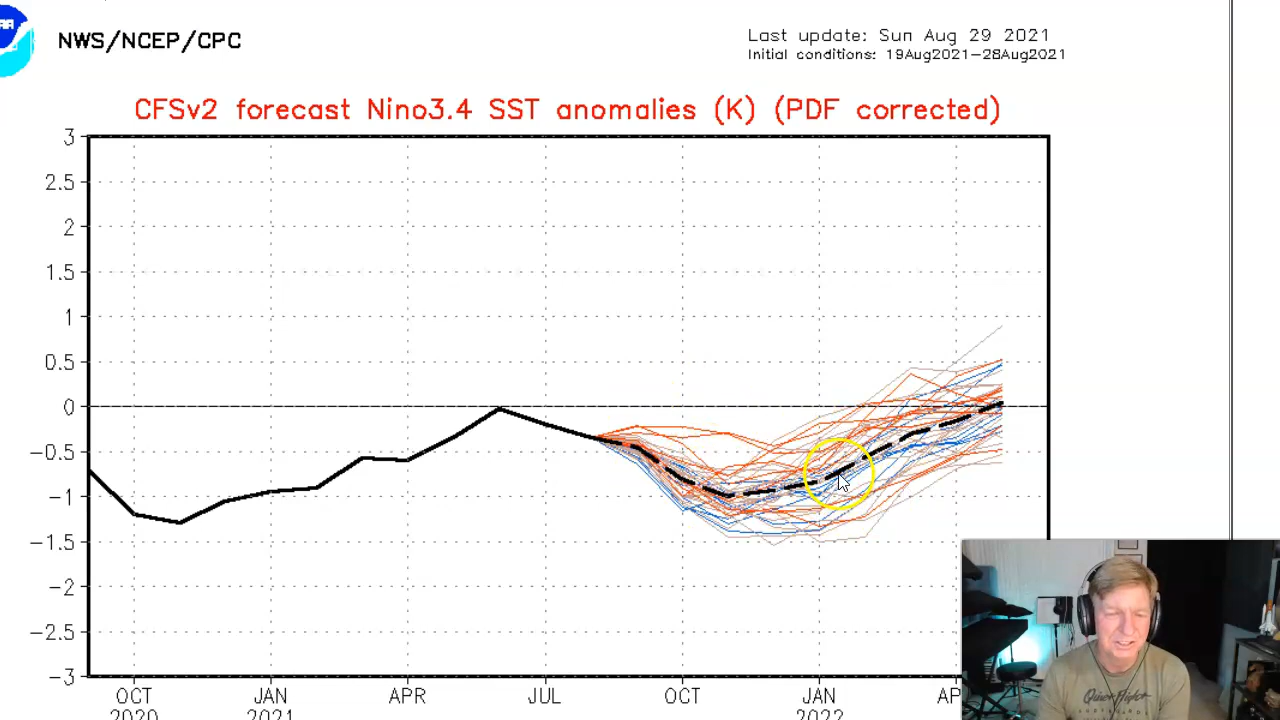 NWS/NCEP/CPC
Last update: Sun Aug 29 2021
Initial conditions: 19Aug2021-28Aug2021
CFSv2 forecast Nino3.4 SST anomalies (K) (PDF corrected)
3
2.5
2
1.5
1
0.5
0
-0.5
-1
-1.5
-2
-2.5
-3
OCT JAN APR JUL OCT JAN
2020 2021 2022